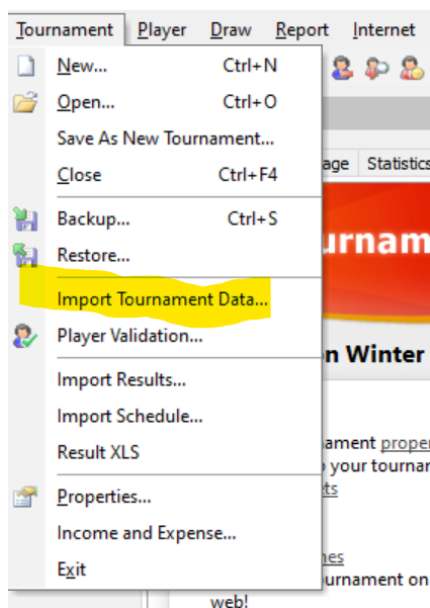 Tournament Player Draw Report Internet
New... Ctrl+N
Open... Ctrl+O
Save As New Tournament...
Close Ctrl+F4
age Statistics
Backup... Ctrl+S
Restore...
urnam
Import Tournament Data...
Player Validation...
n Winter
Import Results...
Import Schedule...
ament prope
Result XLS
your tournar
ts
Properties...
Income and Expense...
nes
Exit
urnament on
web!